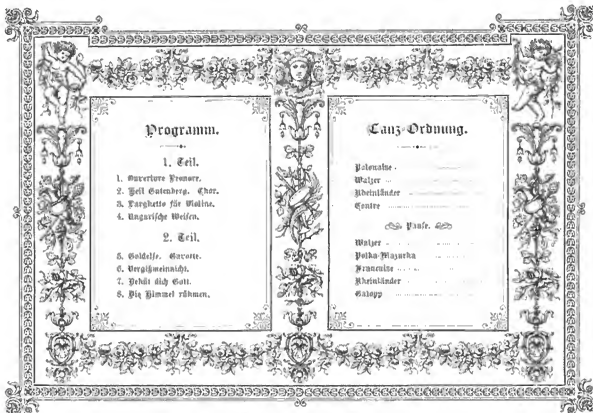 Programm.
1. Teil.
1. Ouverture Leonore.
2. Heil Gutenberg. Chor.
3. Larghetto für Violine.
4. Ungarische Weisen.
2. Teil.
5. Goldelse. Gavotte.
6. Vergißmeinnicht.
7. Behüt dich Gott.
8. Die Himmel rühmen.
Tanz-Ordnung.
Polonaise
Walzer
Rheinländer
Contre
Pause.
Walzer
Polka-Mazurka
Francaise
Rheinländer
Galopp